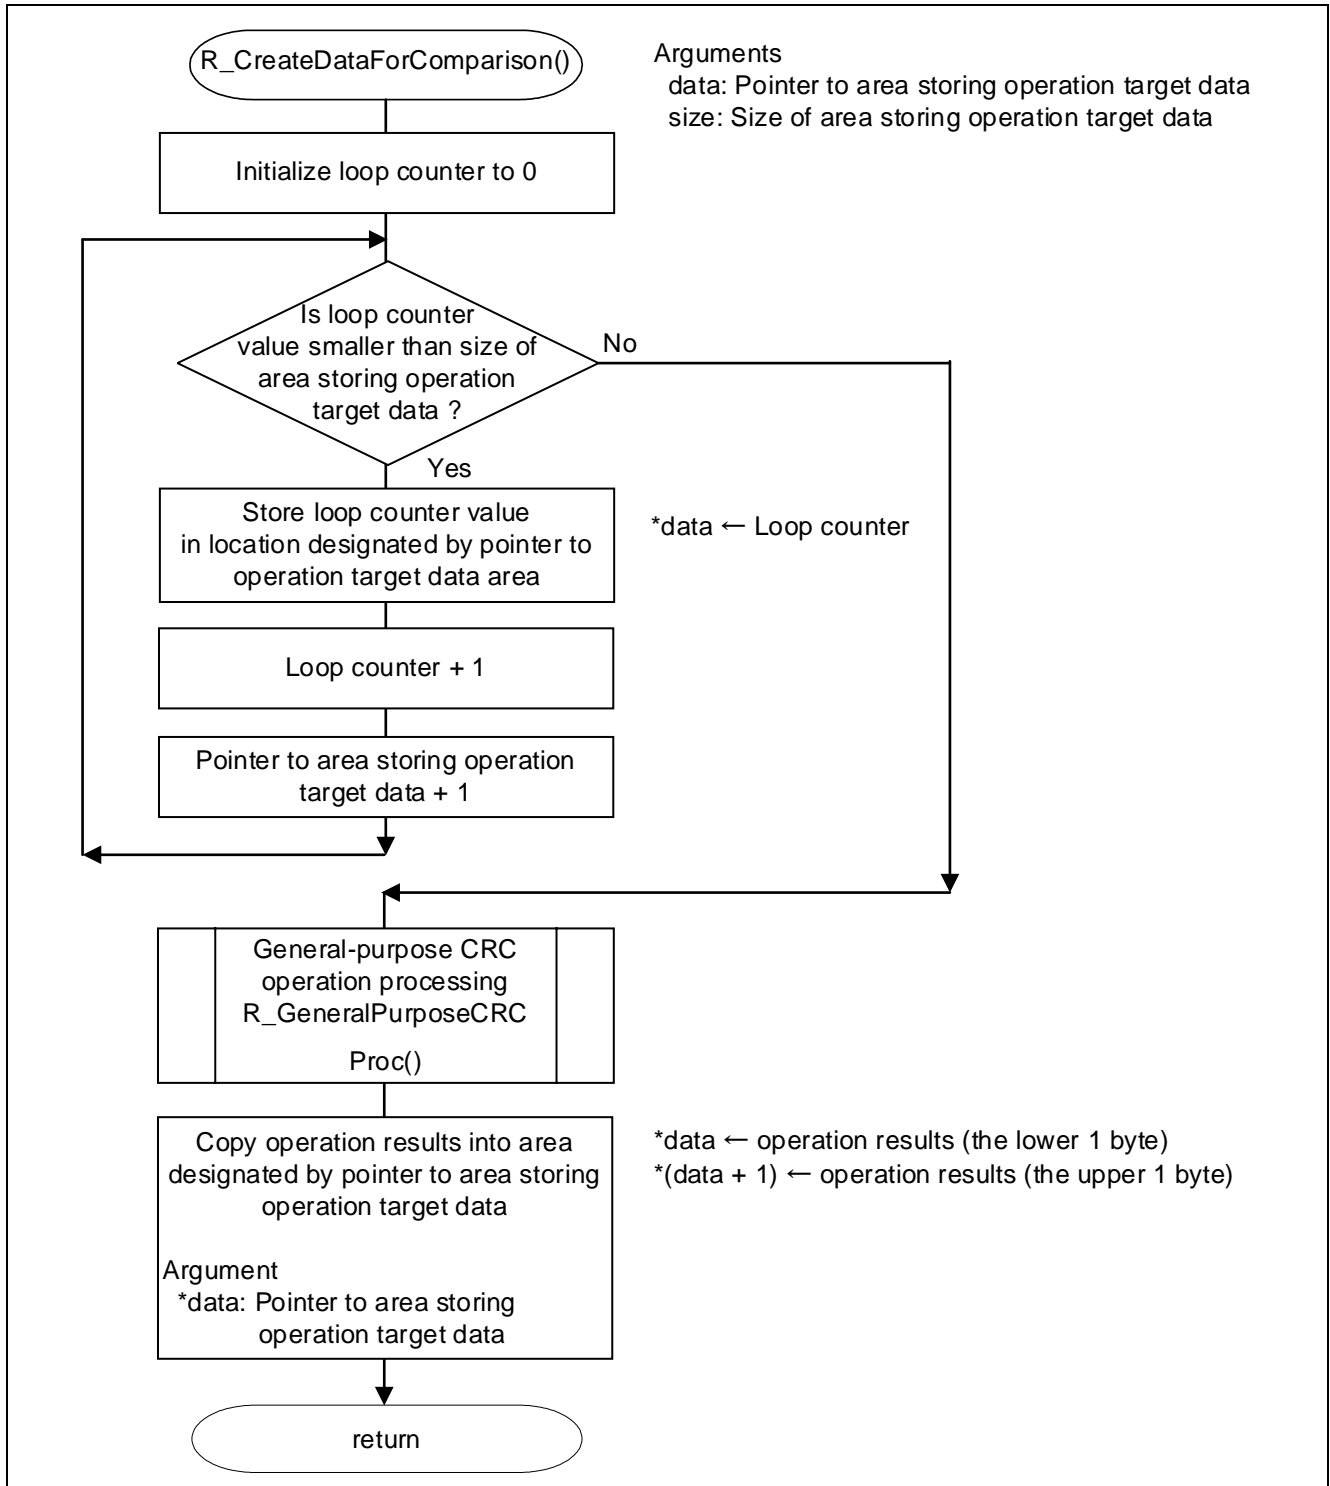 R_CreateDataForComparison()
Arguments
data: Pointer to area storing operation target data
size: Size of area storing operation target data
Initialize loop counter to 0
Is loop counter
value smaller than size of
area storing operation
target data ?
No
Yes
Store loop counter value
in location designated by pointer to
operation target data area
*data ← Loop counter
Loop counter + 1
Pointer to area storing operation
target data + 1
General-purpose CRC
operation processing
R_GeneralPurposeCRC
Proc()
Copy operation results into area
designated by pointer to area storing
operation target data
*data ← operation results (the lower 1 byte)
*(data + 1) ← operation results (the upper 1 byte)
Argument
*data: Pointer to area storing
operation target data
return